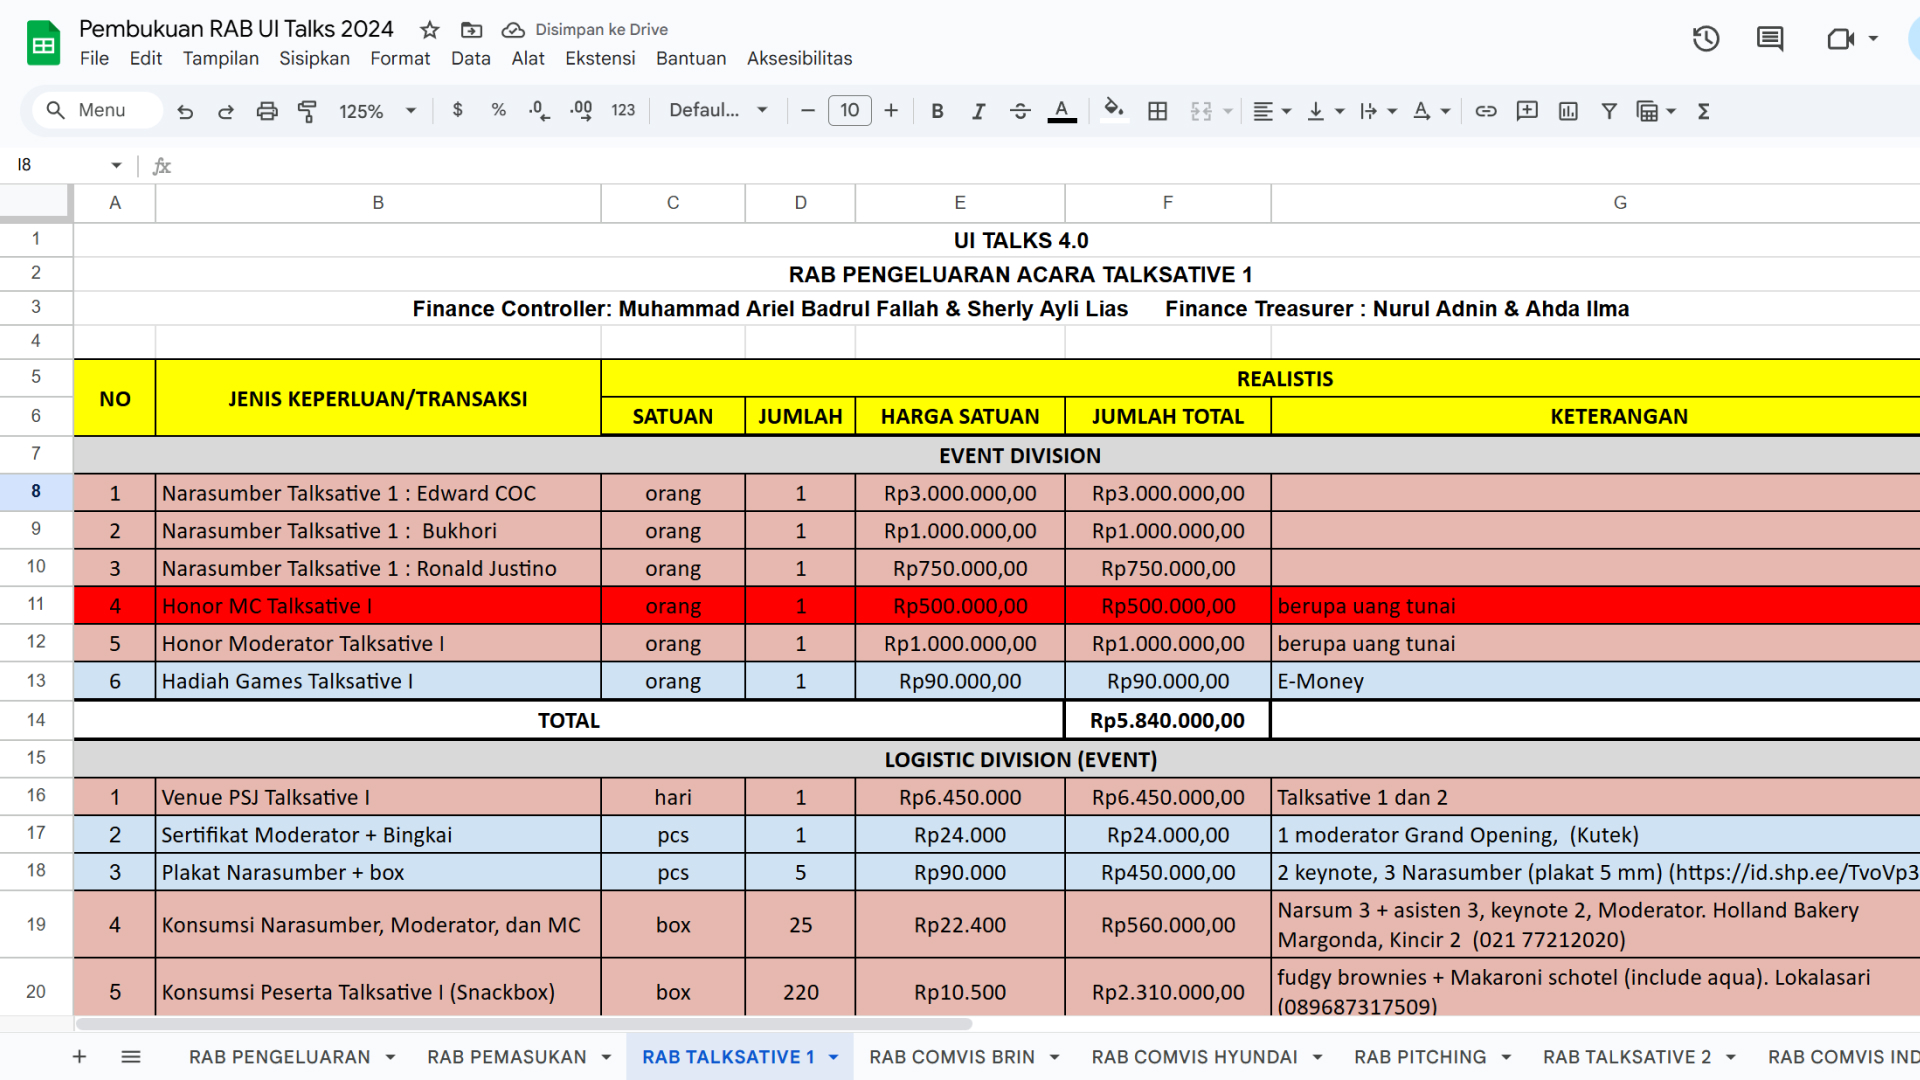 Pembukuan RAB UI Talks 2024 Disimpan ke Drive
File Edit Tampilan Sisipkan Format Data Alat Ekstensi Bantuan Aksesibilitas
Menu 125% $ % .0 .00 123 Defaul... 10 B I A A Σ
I8 fx
A B C D E F G
1 UI TALKS 4.0
2 RAB PENGELUARAN ACARA TALKSATIVE 1
3 Finance Controller: Muhammad Ariel Badrul Fallah & Sherly Ayli Lias Finance Treasurer : Nurul Adnin & Ahda Ilma
4
5 NO JENIS KEPERLUAN/TRANSAKSI REALISTIS
6 SATUAN JUMLAH HARGA SATUAN JUMLAH TOTAL KETERANGAN
7 EVENT DIVISION
8 1 Narasumber Talksative 1 : Edward COC orang 1 Rp3.000.000,00 Rp3.000.000,00
9 2 Narasumber Talksative 1 :  Bukhori orang 1 Rp1.000.000,00 Rp1.000.000,00
10 3 Narasumber Talksative 1 : Ronald Justino orang 1 Rp750.000,00 Rp750.000,00
11 4 Honor MC Talksative I orang 1 Rp500.000,00 Rp500.000,00 berupa uang tunai
12 5 Honor Moderator Talksative I orang 1 Rp1.000.000,00 Rp1.000.000,00 berupa uang tunai
13 6 Hadiah Games Talksative I orang 1 Rp90.000,00 Rp90.000,00 E-Money
14 TOTAL Rp5.840.000,00
15 LOGISTIC DIVISION (EVENT)
16 1 Venue PSJ Talksative I hari 1 Rp6.450.000 Rp6.450.000,00 Talksative 1 dan 2
17 2 Sertifikat Moderator + Bingkai pcs 1 Rp24.000 Rp24.000,00 1 moderator Grand Opening,  (Kutek)
18 3 Plakat Narasumber + box pcs 5 Rp90.000 Rp450.000,00 2 keynote, 3 Narasumber (plakat 5 mm) (https://id.shp.ee/TvoVp3
19 4 Konsumsi Narasumber, Moderator, dan MC box 25 Rp22.400 Rp560.000,00 Narsum 3 + asisten 3, keynote 2, Moderator. Holland Bakery
Margonda, Kincir 2  (021 77212020)
20 5 Konsumsi Peserta Talksative I (Snackbox) box 220 Rp10.500 Rp2.310.000,00 fudgy brownies + Makaroni schotel (include aqua). Lokalasari
(089687317509)
RAB PENGELUARAN RAB PEMASUKAN RAB TALKSATIVE 1 RAB COMVIS BRIN RAB COMVIS HYUNDAI RAB PITCHING RAB TALKSATIVE 2 RAB COMVIS IND